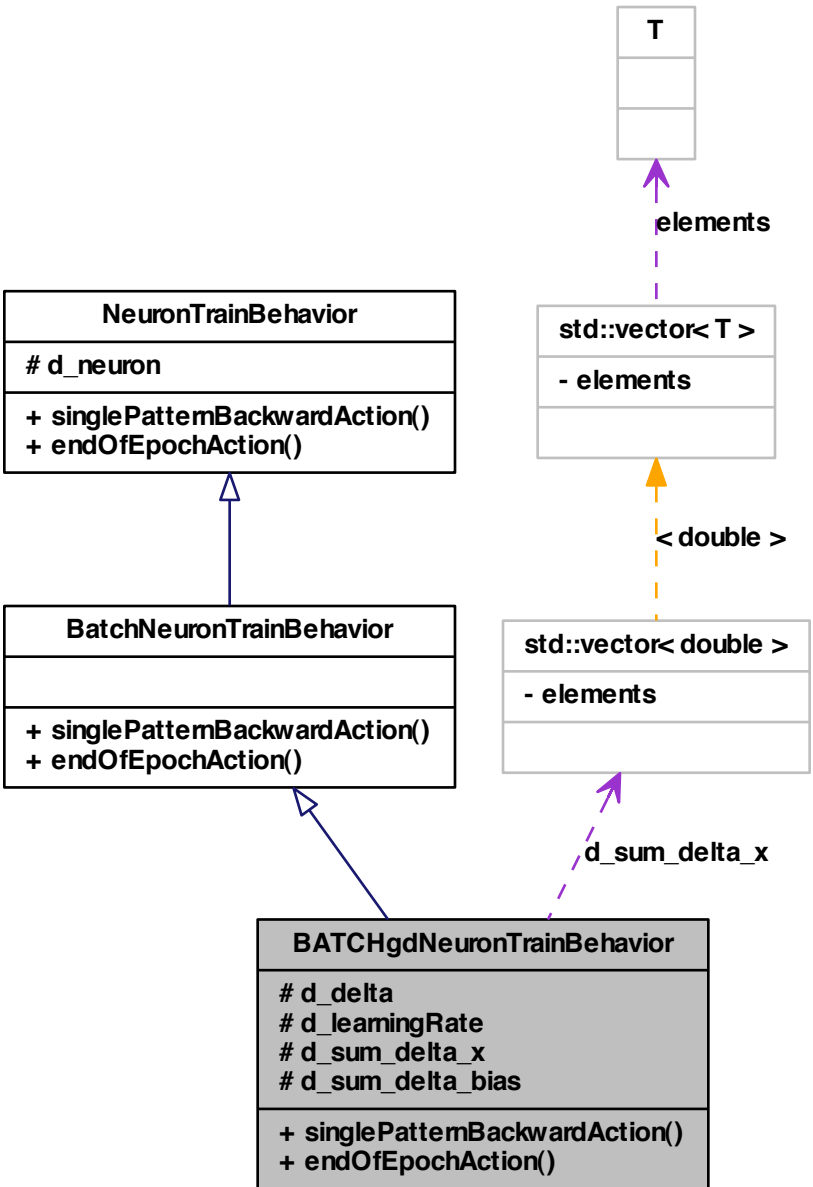 T
elements
NeuronTrainBehavior
# d_neuron
+ singlePatternBackwardAction()
+ endOfEpochAction()
std::vector< T >
- elements
< double >
BatchNeuronTrainBehavior
+ singlePatternBackwardAction()
+ endOfEpochAction()
std::vector< double >
- elements
d_sum_delta_x
BATCHgdNeuronTrainBehavior
# d_delta
# d_learningRate
# d_sum_delta_x
# d_sum_delta_bias
+ singlePatternBackwardAction()
+ endOfEpochAction()